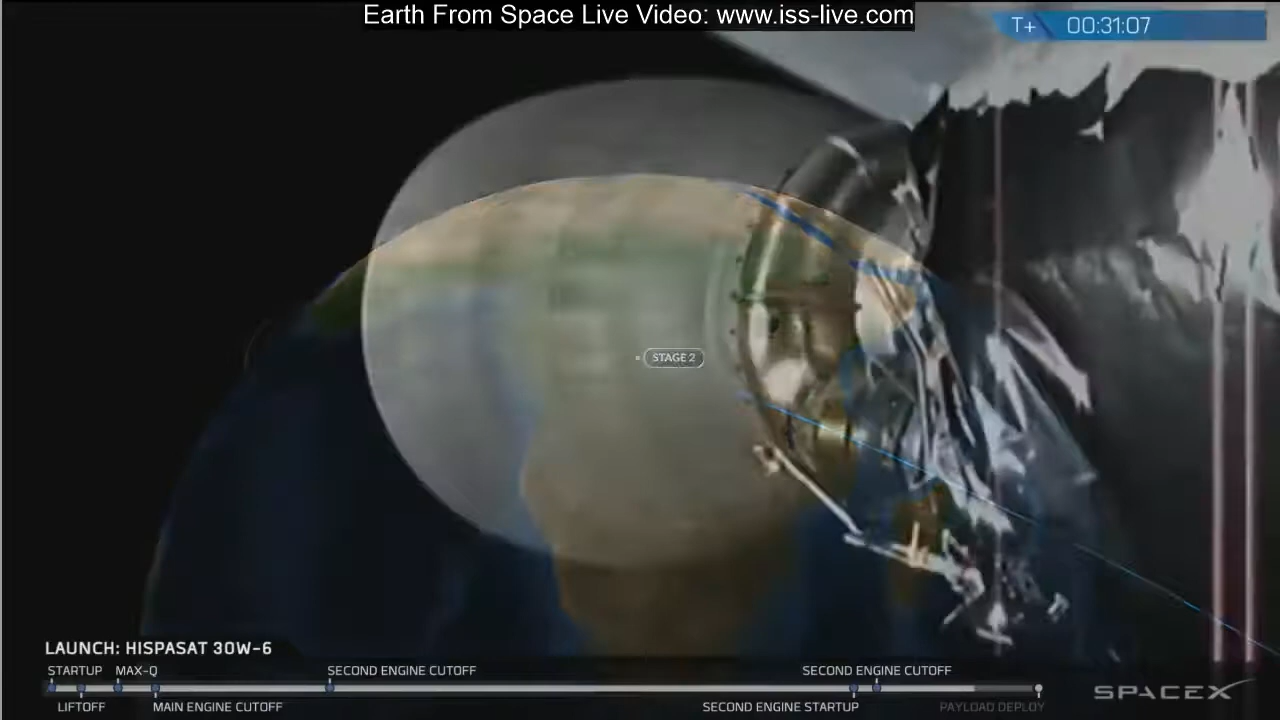 Earth From Space Live Video: www.iss-live.com
T+ 00:31:07
STAGE 2
LAUNCH: HISPASAT 30W-6
STARTUP MAX-Q SECOND ENGINE CUTOFF SECOND ENGINE CUTOFF
LIFTOFF MAIN ENGINE CUTOFF SECOND ENGINE STARTUP PAYLOAD DEPLOY
SPACEX